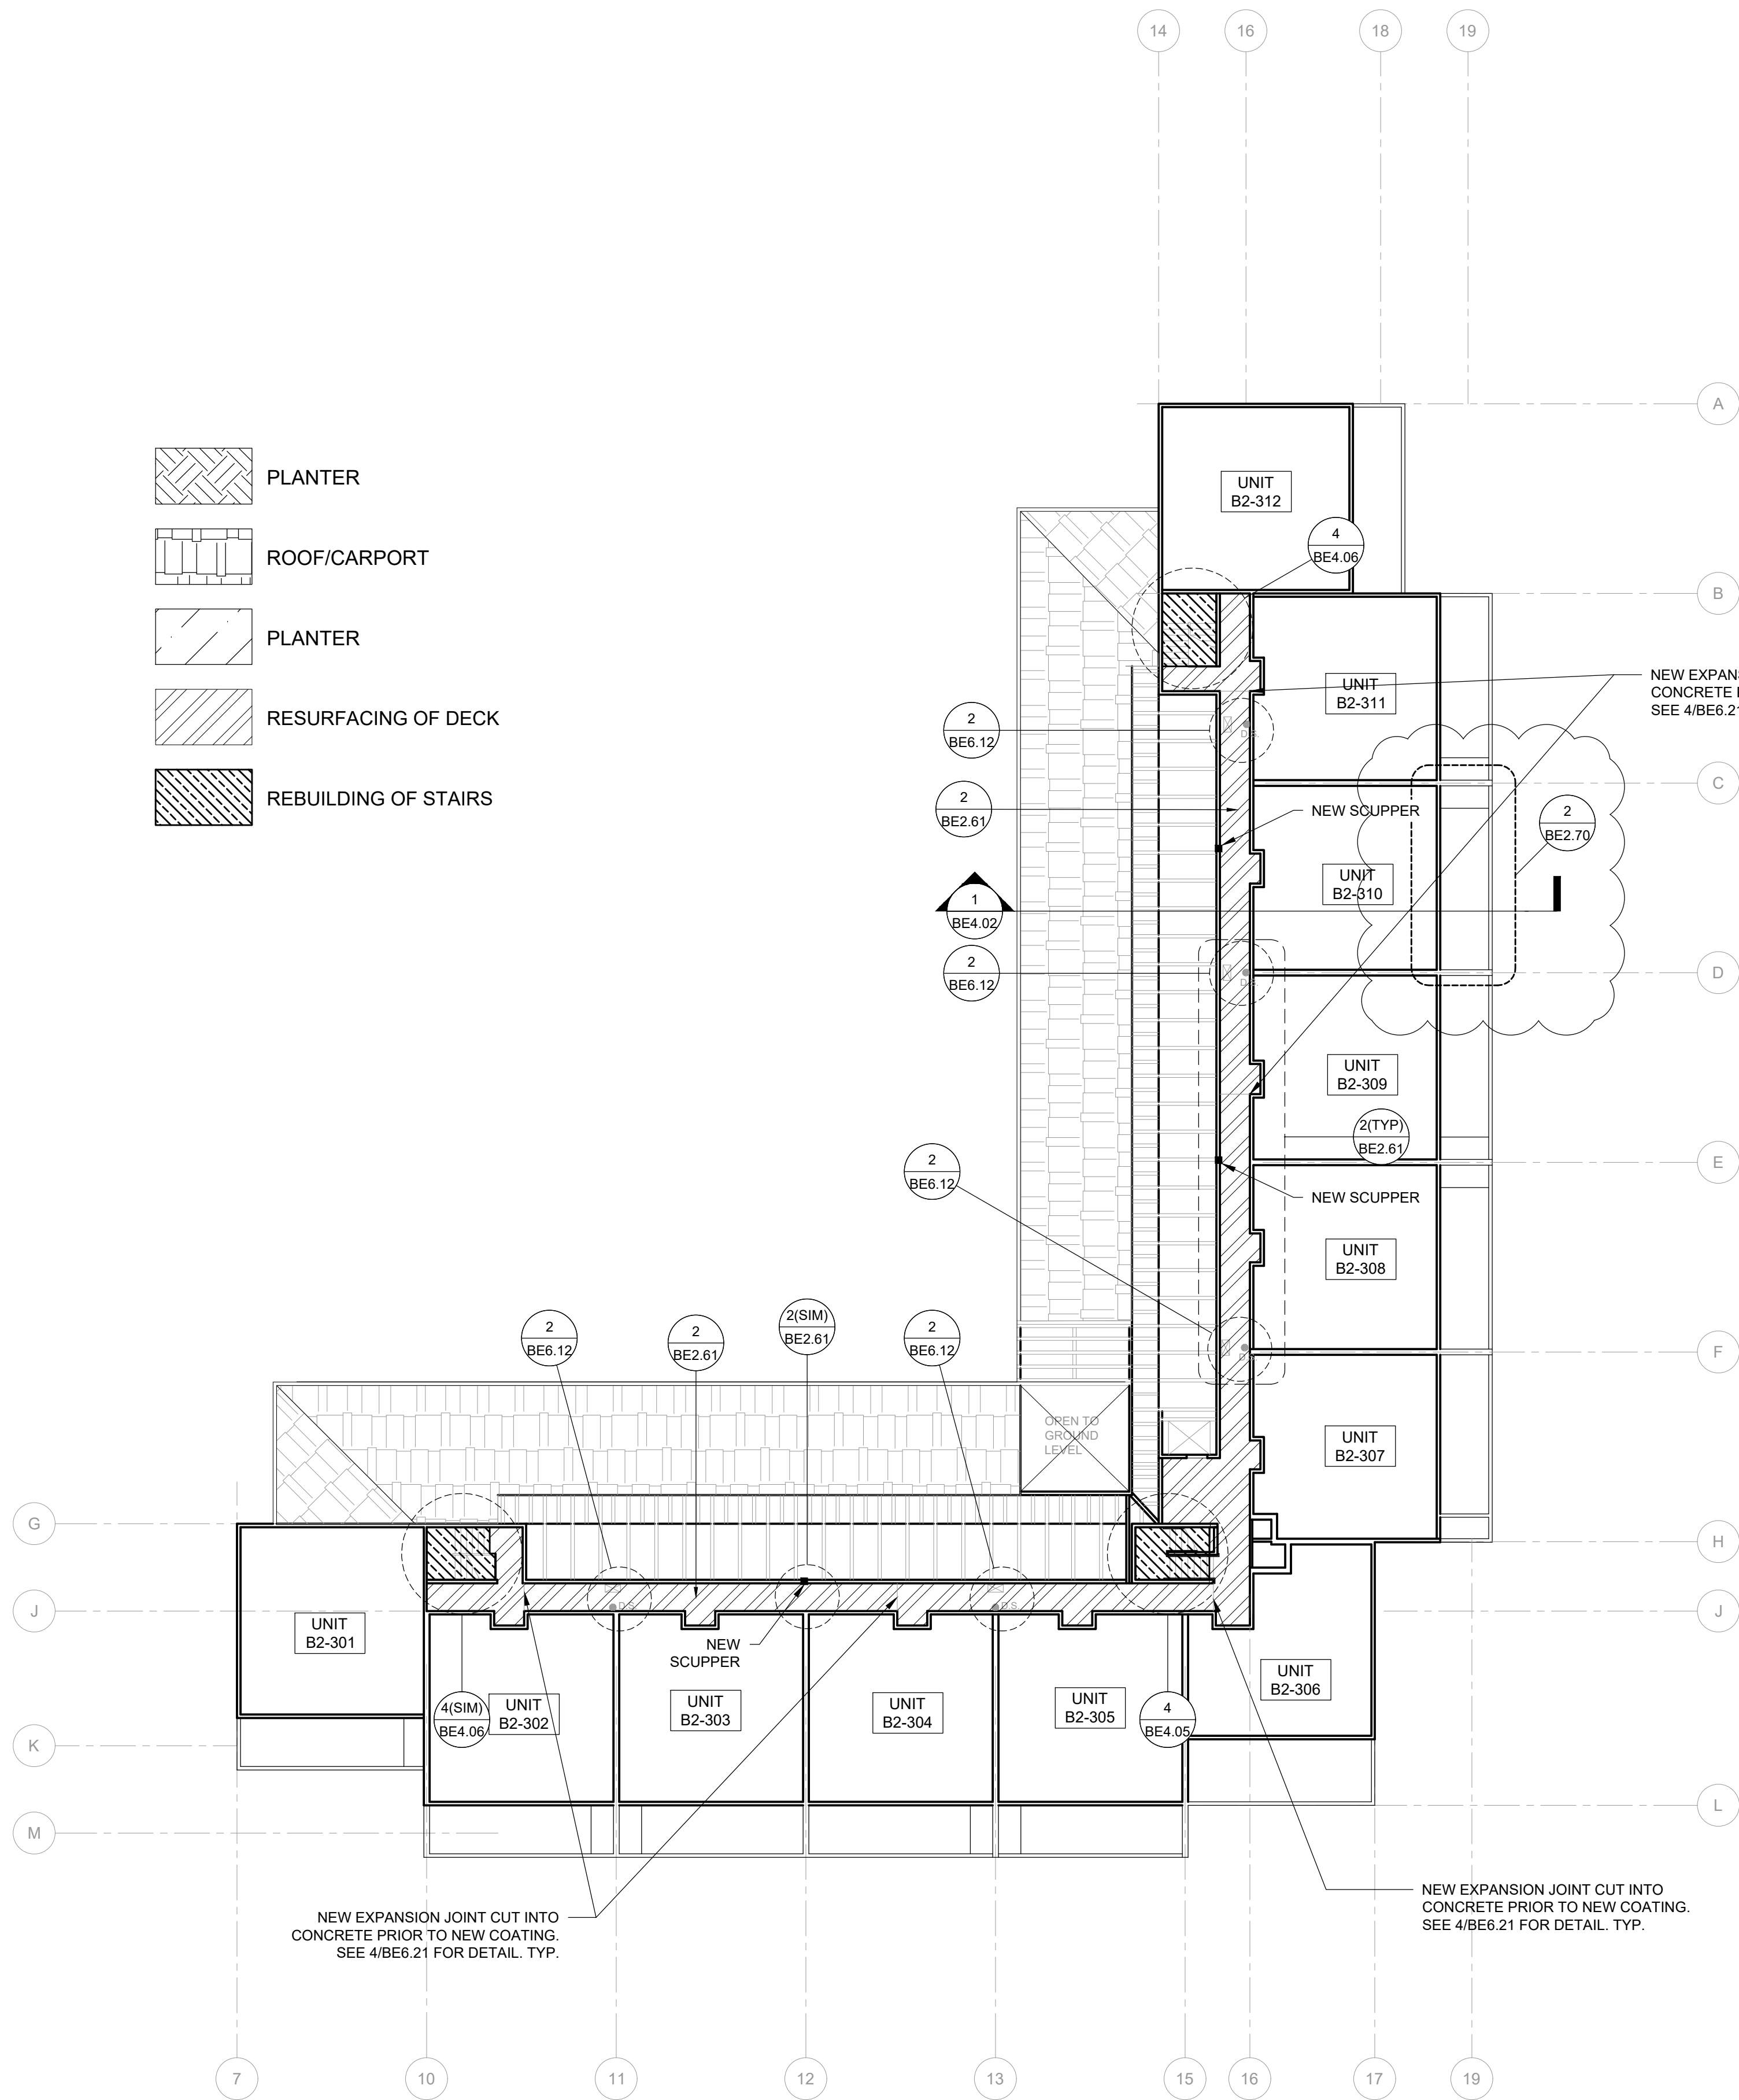 14
16
18
19
A
PLANTER
UNIT
B2-312
ROOF/CARPORT
4
BE4.06
B
PLANTER
UNIT
B2-311
NEW
CONCRETE
SEE
RESURFACING OF DECK
2
BE6.12
D.S.
REBUILDING OF STAIRS
2
BE2.61
NEW SCUPPER
C
2
BE2.70
UNIT
B2-310
1
BE4.02
2
BE6.12
D
UNIT
B2-309
2(TYP)
BE2.61
2
BE6.12
E
NEW SCUPPER
UNIT
B2-308
2
BE6.12
2
BE2.61
2(SIM)
BE2.61
2
BE6.12
F
OPEN TO
GROUND
LEVEL
UNIT
B2-307
G
H
D.S.
D.S.
J
J
UNIT
B2-301
NEW
SCUPPER
UNIT
B2-306
4(SIM)
BE4.06
UNIT
B2-302
UNIT
B2-303
UNIT
B2-304
UNIT
B2-305
4
BE4.05
K
L
M
NEW EXPANSION JOINT CUT INTO
CONCRETE PRIOR TO NEW COATING.
SEE 4/BE6.21 FOR DETAIL. TYP.
NEW EXPANSION JOINT CUT INTO
CONCRETE PRIOR TO NEW COATING.
SEE 4/BE6.21 FOR DETAIL. TYP.
7
10
11
12
13
15
16
17
19